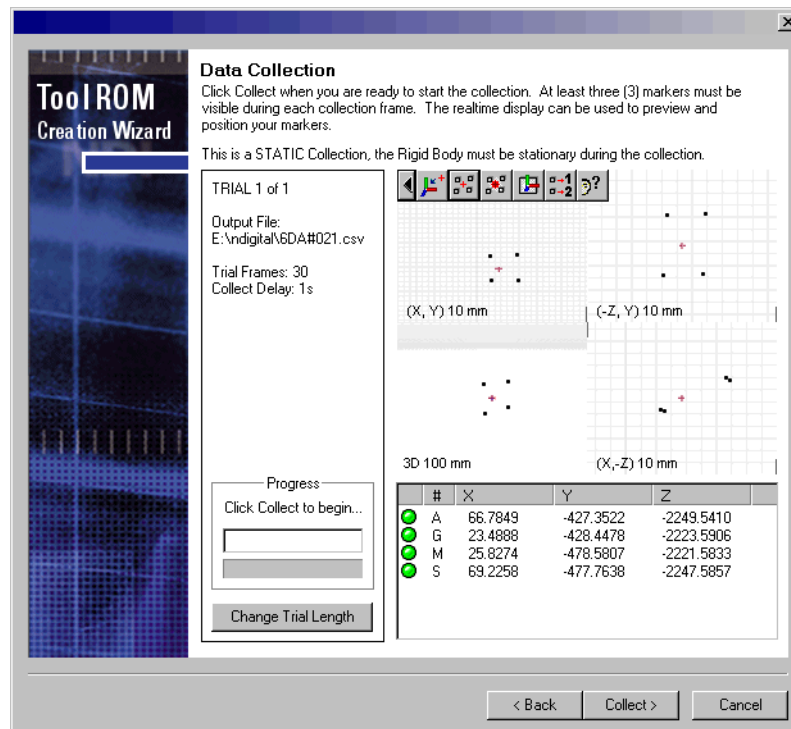 Tool ROM
Creation Wizard
Data Collection
Click Collect when you are ready to start the collection. At least three (3) markers must be
visible during each collection frame. The realtime display can be used to preview and
position your markers.
This is a STATIC Collection, the Rigid Body must be stationary during the collection.
TRIAL 1 of 1
Output File:
E:\ndigital\6DA#021.csv
Trial Frames: 30
Collect Delay: 1s
Progress
Click Collect to begin...
Change Trial Length
(X, Y) 10 mm
(-Z, Y) 10 mm
3D 100 mm
(X,-Z) 10 mm
# X Y Z
A 66.7849 -427.3522 -2249.5410
G 23.4888 -428.4478 -2223.5906
M 25.8274 -478.5807 -2221.5833
S 69.2258 -477.7638 -2247.5857
< Back Collect > Cancel